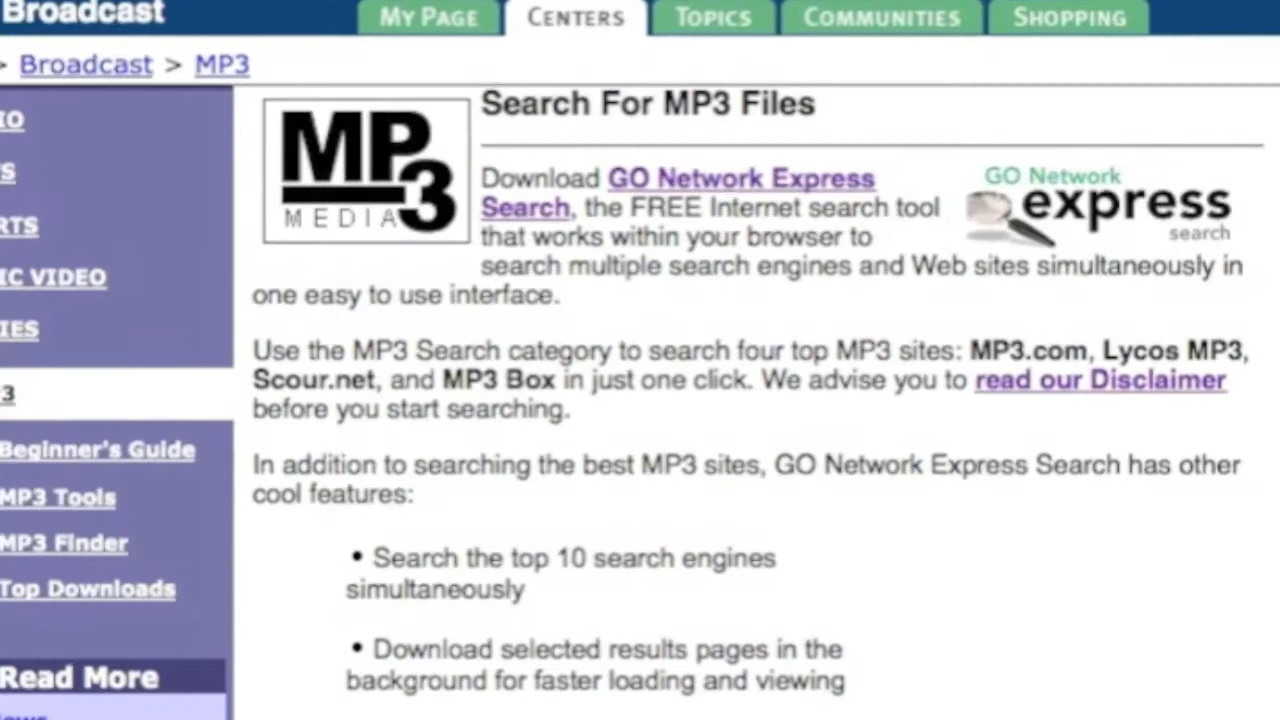 Broadcast
MY PAGE CENTERS TOPICS COMMUNITIES SHOPPING
> Broadcast > MP3
IO
S
RTS
IC VIDEO
IES
3
Beginner's Guide
MP3 Tools
MP3 Finder
Top Downloads
Read More
MP3
MEDIA
Search For MP3 Files
Download GO Network Express
Search, the FREE Internet search tool
that works within your browser to
search multiple search engines and Web sites simultaneously in
one easy to use interface.
GO Network
express
search
Use the MP3 Search category to search four top MP3 sites: MP3.com, Lycos MP3,
Scour.net, and MP3 Box in just one click. We advise you to read our Disclaimer
before you start searching.
In addition to searching the best MP3 sites, GO Network Express Search has other
cool features:
• Search the top 10 search engines
simultaneously
• Download selected results pages in the
background for faster loading and viewing